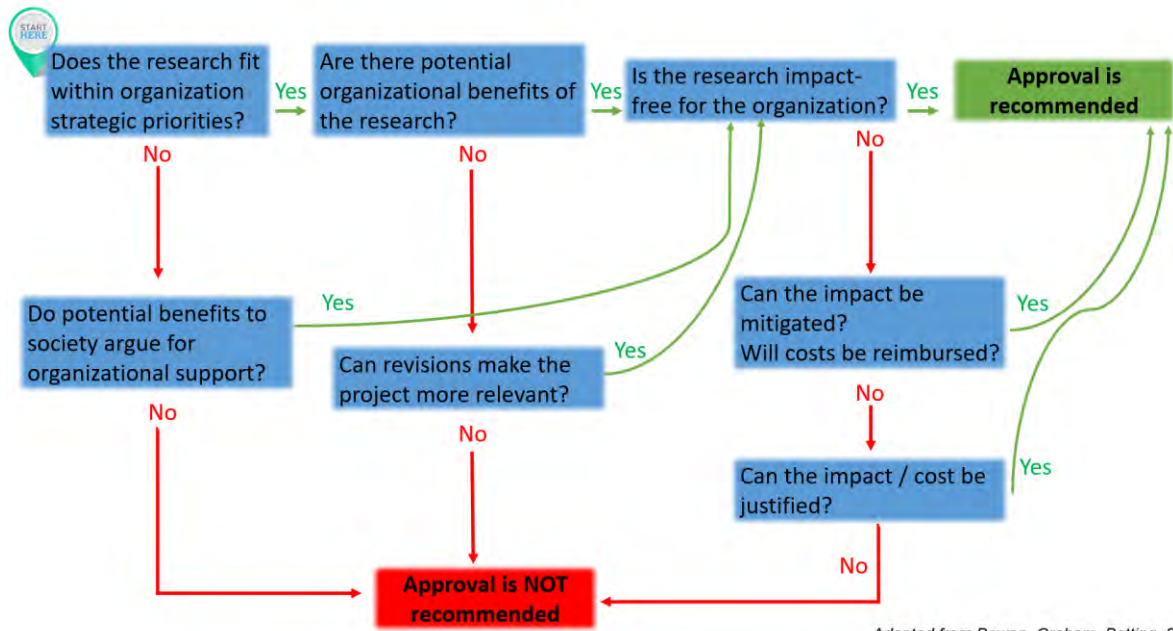 START
HERE
Does the research fit
within organization
strategic priorities?
Yes
Are there potential
organizational benefits of
the research?
Yes
Is the research impact-
free for the organization?
Yes
Approval is
recommended
No
No
No
Do potential benefits to
society argue for
organizational support?
Yes
Can revisions make the
project more relevant?
Yes
Can the impact be
mitigated?
Will costs be reimbursed?
Yes
No
No
No
Can the impact / cost be
justified?
Yes
No
Approval is NOT
recommended